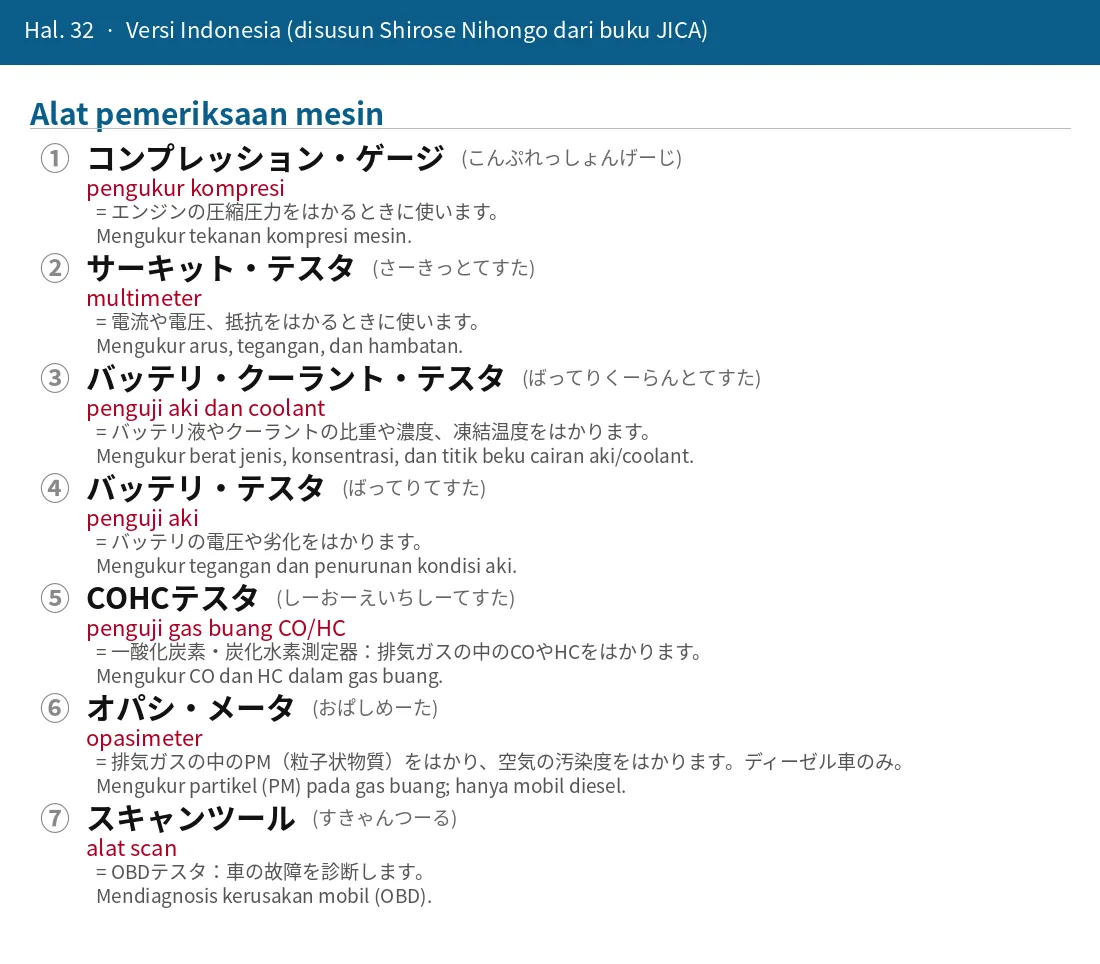 Hal. 32 · Versi Indonesia (disusun Shirose Nihongo dari buku JICA)
Alat pemeriksaan mesin
① コンプレッション・ゲージ (こんぷれっしょんげーじ)
pengukur kompresi
= エンジンの圧縮圧力をはかるときに使います。
Mengukur tekanan kompresi mesin.
② サーキット・テスタ (さーきっとてすた)
multimeter
= 電流や電圧、抵抗をはかるときに使います。
Mengukur arus, tegangan, dan hambatan.
③ バッテリ・クーラント・テスタ (ばってりくーらんとてすた)
penguji aki dan coolant
= バッテリ液やクーラントの比重や濃度、凍結温度をはかります。
Mengukur berat jenis, konsentrasi, dan titik beku cairan aki/coolant.
④ バッテリ・テスタ (ばってりてすた)
penguji aki
= バッテリの電圧や劣化をはかります。
Mengukur tegangan dan penurunan kondisi aki.
⑤ COHCテスタ (しーおーえいちしーてすた)
penguji gas buang CO/HC
= 一酸化炭素・炭化水素測定器：排気ガスの中のCOやHCをはかります。
Mengukur CO dan HC dalam gas buang.
⑥ オパシ・メータ (おぱしめーた)
opasimeter
= 排気ガスの中のPM（粒子状物質）をはかり、空気の汚染度をはかります。ディーゼル車のみ。
Mengukur partikel (PM) pada gas buang; hanya mobil diesel.
⑦ スキャンツール (すきゃんつーる)
alat scan
= OBDテスタ：車の故障を診断します。
Mendiagnosis kerusakan mobil (OBD).